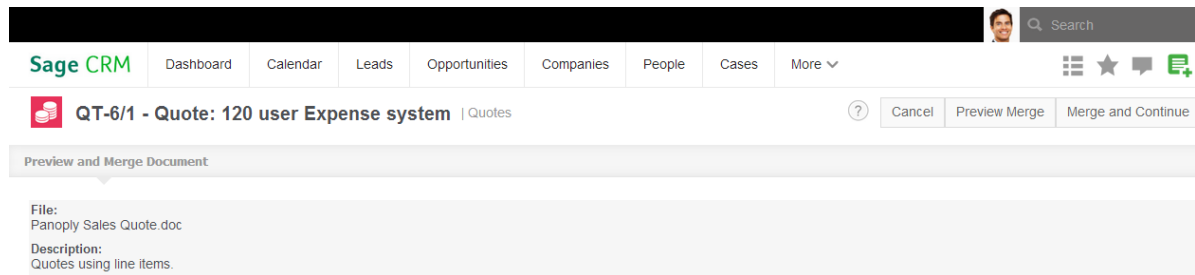 Search
Sage CRM Dashboard Calendar Leads Opportunities Companies People Cases More
QT-6/1 - Quote: 120 user Expense system | Quotes ? Cancel Preview Merge Merge and Continue
Preview and Merge Document
File:
Panoply Sales Quote.doc
Description:
Quotes using line items.